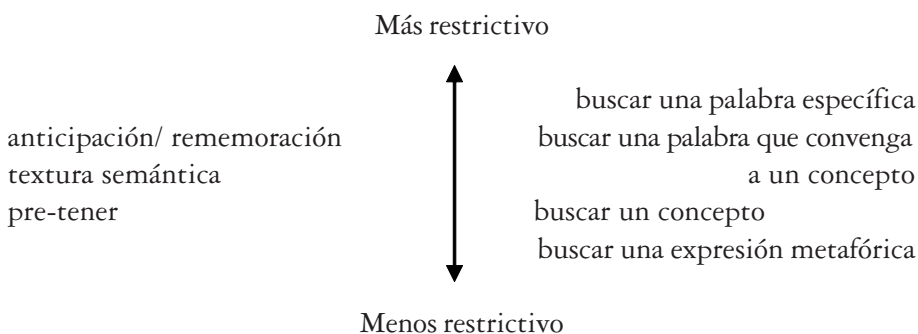 Más restrictivo
buscar una palabra específica
anticipación/ rememoración
buscar una palabra que convenga
textura semántica
a un concepto
pre-tener
buscar un concepto
buscar una expresión metafórica
Menos restrictivo